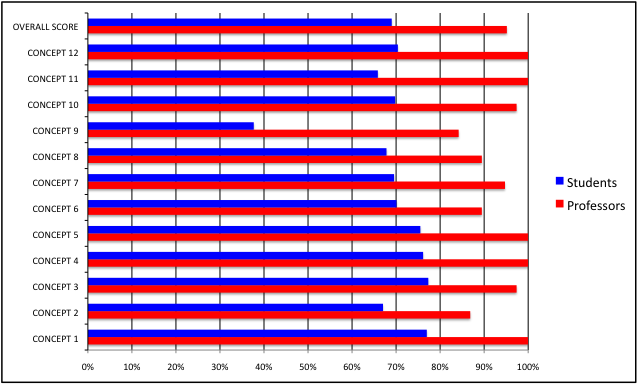 OVERALL SCORE
CONCEPT 12
CONCEPT 11
CONCEPT 10
CONCEPT 9
CONCEPT 8
CONCEPT 7
CONCEPT 6
CONCEPT 5
CONCEPT 4
CONCEPT 3
CONCEPT 2
CONCEPT 1
0% 10% 20% 30% 40% 50% 60% 70% 80% 90% 100%
Students
Professors